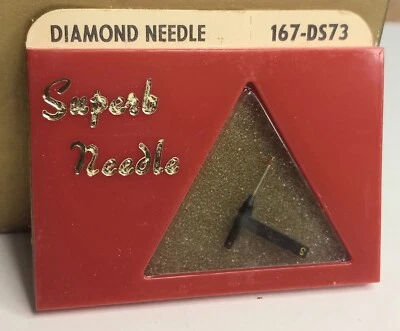 DIAMOND NEEDLE 167-DS73
Superb
Needle
S